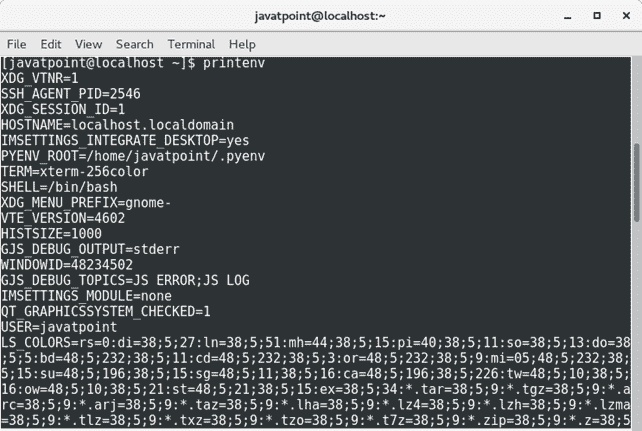 javatpoint@localhost:~
File Edit View Search Terminal Help
[javatpoint@localhost ~]$ printenv
XDG_VTNR=1
SSH_AGENT_PID=2546
XDG_SESSION_ID=1
HOSTNAME=localhost.localdomain
IMSETTINGS_INTEGRATE_DESKTOP=yes
PYENV_ROOT=/home/javatpoint/.pyenv
TERM=xterm-256color
SHELL=/bin/bash
XDG_MENU_PREFIX=gnome-
VTE_VERSION=4602
HISTSIZE=1000
GJS_DEBUG_OUTPUT=stderr
WINDOWID=48234502
GJS_DEBUG_TOPICS=JS ERROR;JS LOG
IMSETTINGS_MODULE=none
QT_GRAPHICSSYSTEM_CHECKED=1
USER=javatpoint
LS_COLORS=rs=0:di=38;5;27:ln=38;5;51:mh=44;38;5;15:pi=40;38;5;11:so=38;5;13:do=38
;5;5:bd=48;5;232;38;5;11:cd=48;5;232;38;5;3:or=48;5;232;38;5;9:mi=05;48;5;232;38;
5;15:su=48;5;196;38;5;15:sg=48;5;11;38;5;16:ca=48;5;196;38;5;226:tw=48;5;10;38;5;
16:ow=48;5;10;38;5;21:st=48;5;21;38;5;15:ex=38;5;34:*.tar=38;5;9:*.tgz=38;5;9:*.a
rc=38;5;9:*.arj=38;5;9:*.taz=38;5;9:*.lha=38;5;9:*.lz4=38;5;9:*.lzh=38;5;9:*.lzma
=38;5;9:*.tlz=38;5;9:*.txz=38;5;9:*.tzo=38;5;9:*.t7z=38;5;9:*.zip=38;5;9:*.z=38;5